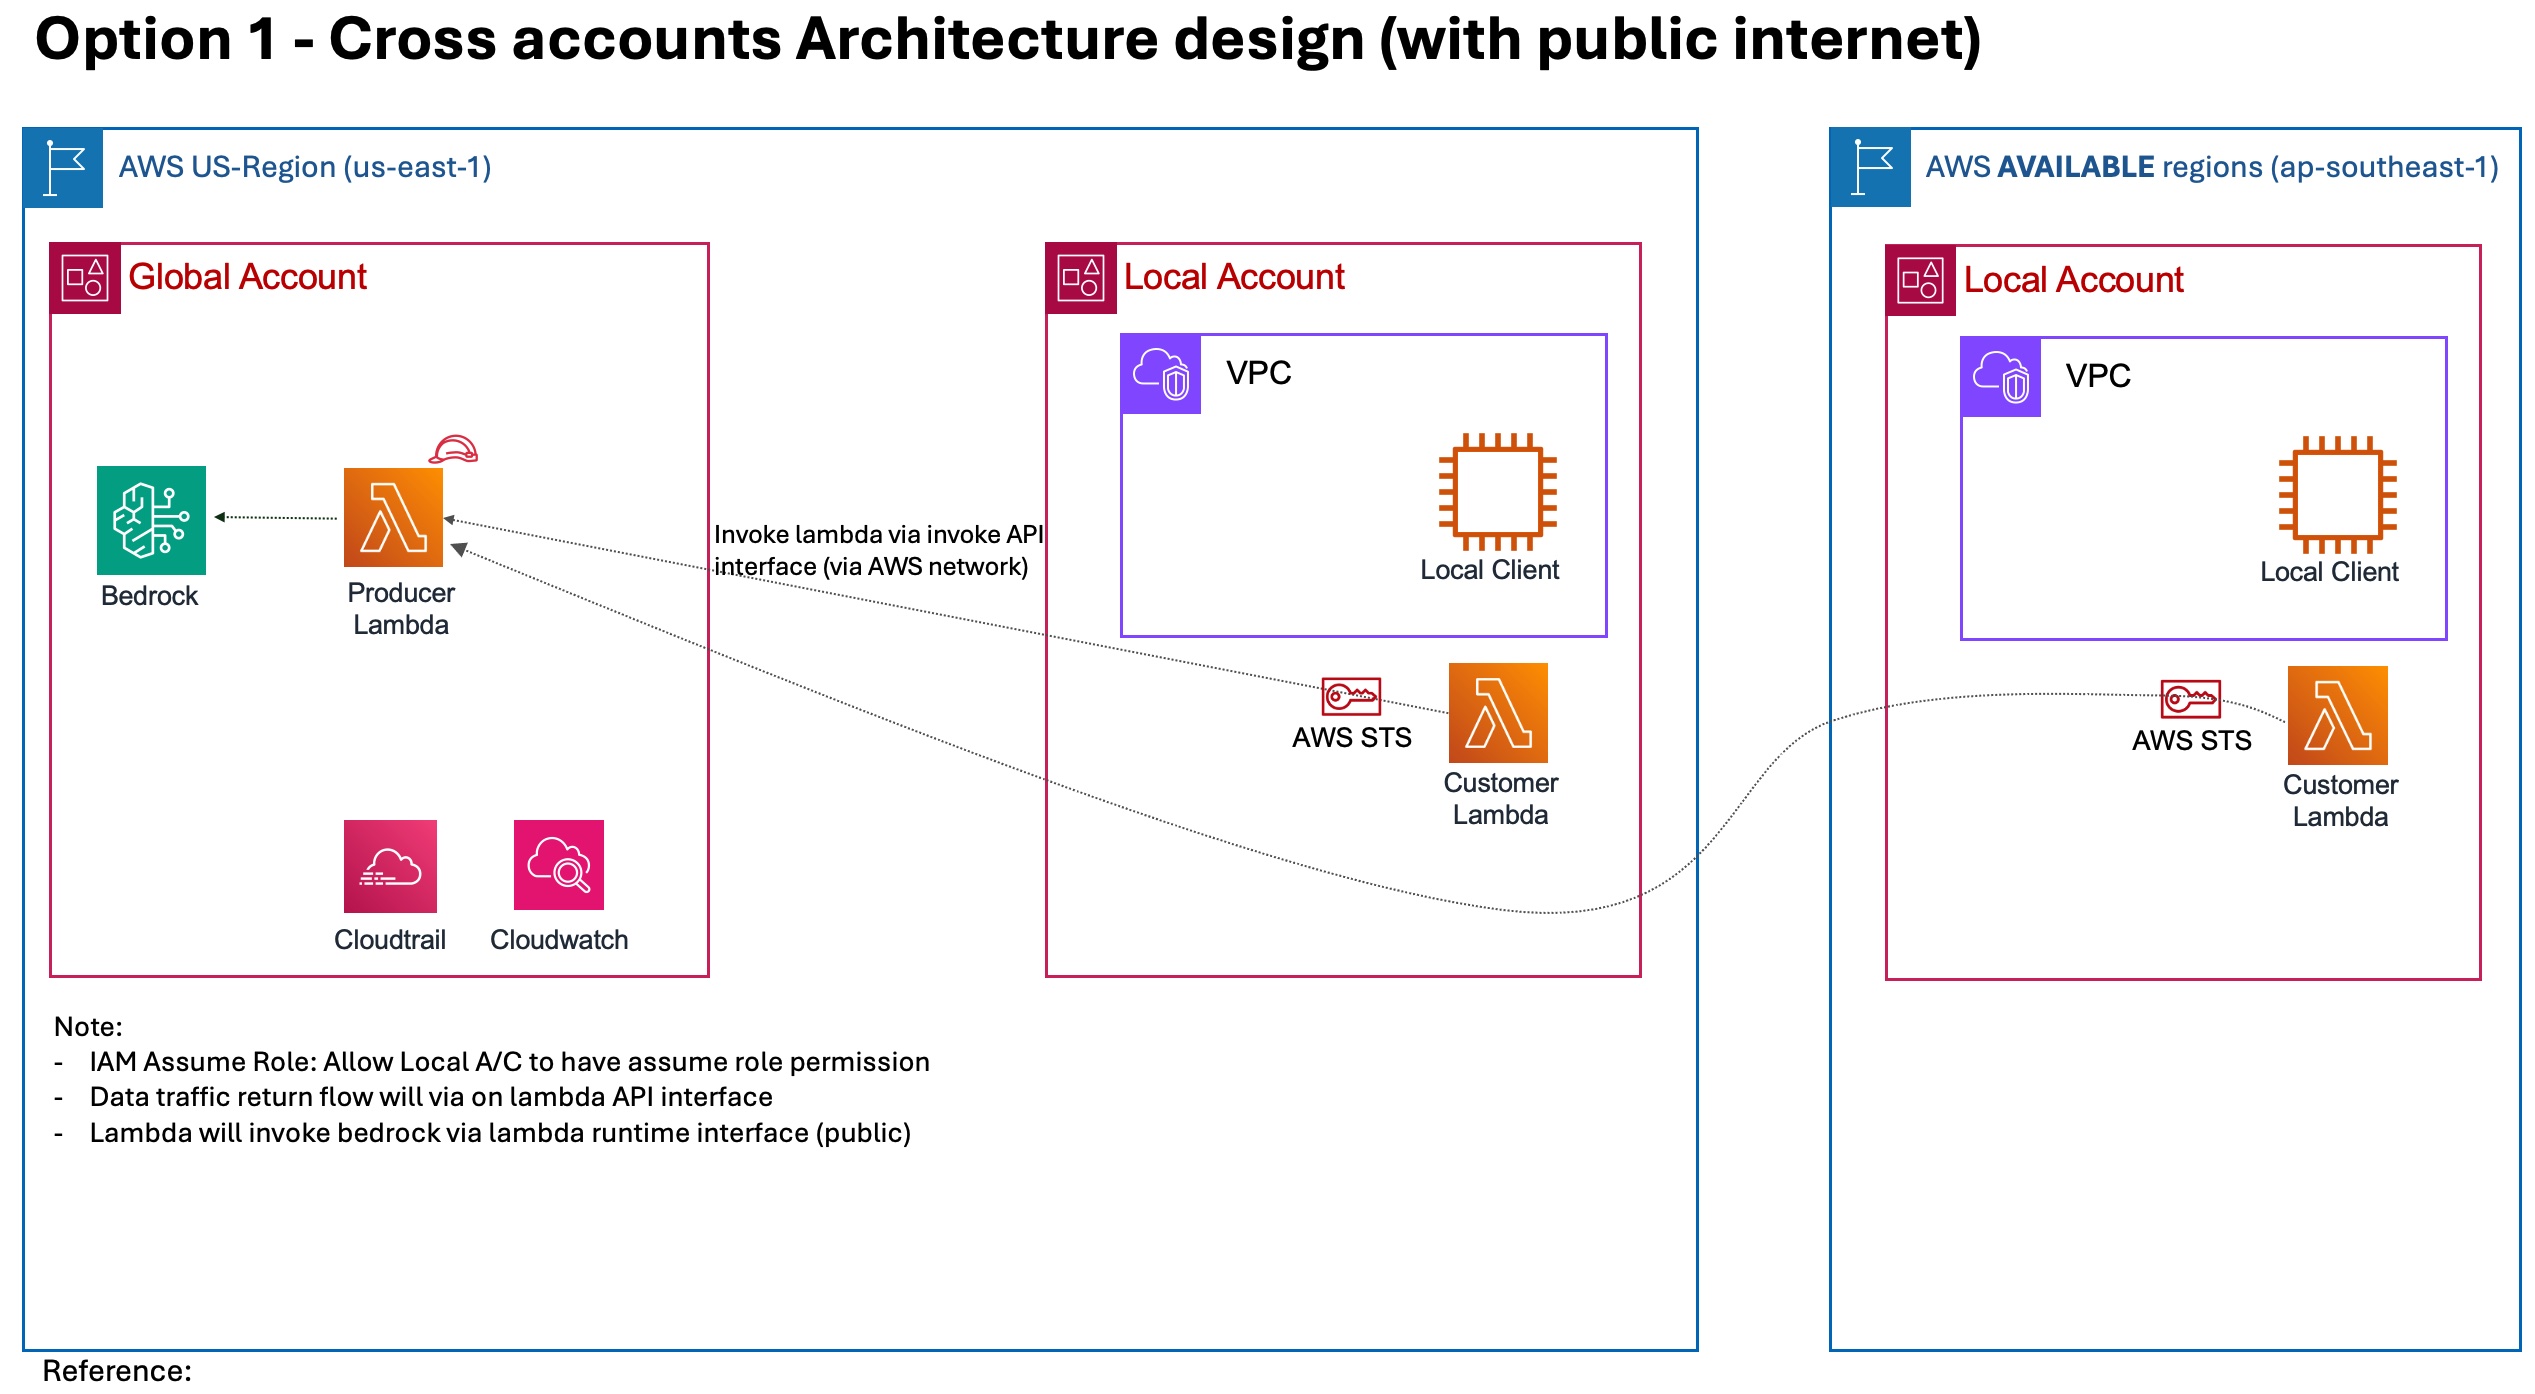 Option 1 - Cross accounts Architecture design (with public internet)
AWS US-Region (us-east-1)
AWS AVAILABLE regions (ap-southeast-1)
Global Account
Local Account
Local Account
VPC
VPC
Bedrock
Producer
Lambda
Invoke lambda via invoke API
interface (via AWS network)
Local Client
Local Client
AWS STS
Customer
Lambda
AWS STS
Customer
Lambda
Cloudtrail
Cloudwatch
Note:
- IAM Assume Role: Allow Local A/C to have assume role permission
- Data traffic return flow will via on lambda API interface
- Lambda will invoke bedrock via lambda runtime interface (public)
Reference: